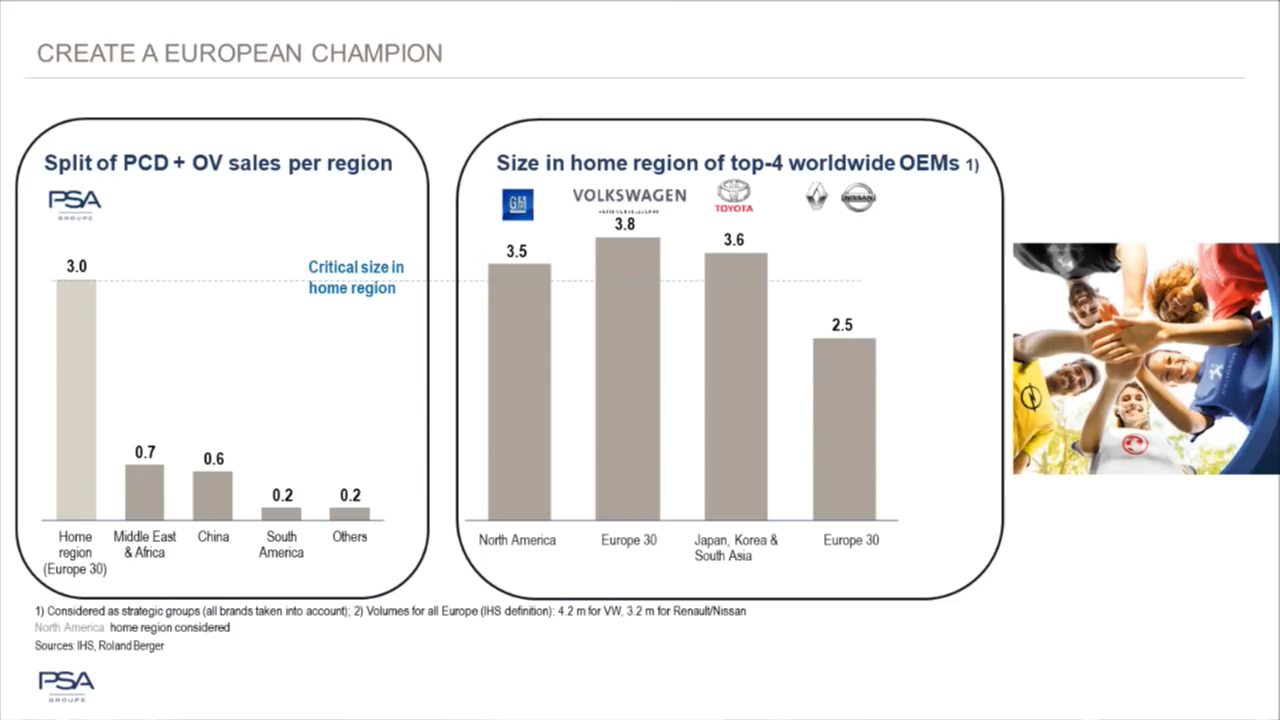 CREATE A EUROPEAN CHAMPION
Split of PCD + OV sales per region
PSA
GROUPE
3.0
Critical size in
home region
0.7
0.6
0.2
0.2
Home
region
(Europe 30)
Middle East
& Africa
China
South
America
Others
Size in home region of top-4 worldwide OEMs 1)
GM
VOLKSWAGEN
TOYOTA
NISSAN
3.5
3.8
3.6
2.5
North America
Europe 30
Japan, Korea &
South Asia
Europe 30
1) Considered as strategic groups (all brands taken into account); 2) Volumes for all Europe (IHS definition): 4.2 m for VW, 3.2 m for Renault/Nissan
North America: home region considered
Sources: IHS, Roland Berger
PSA
GROUPE